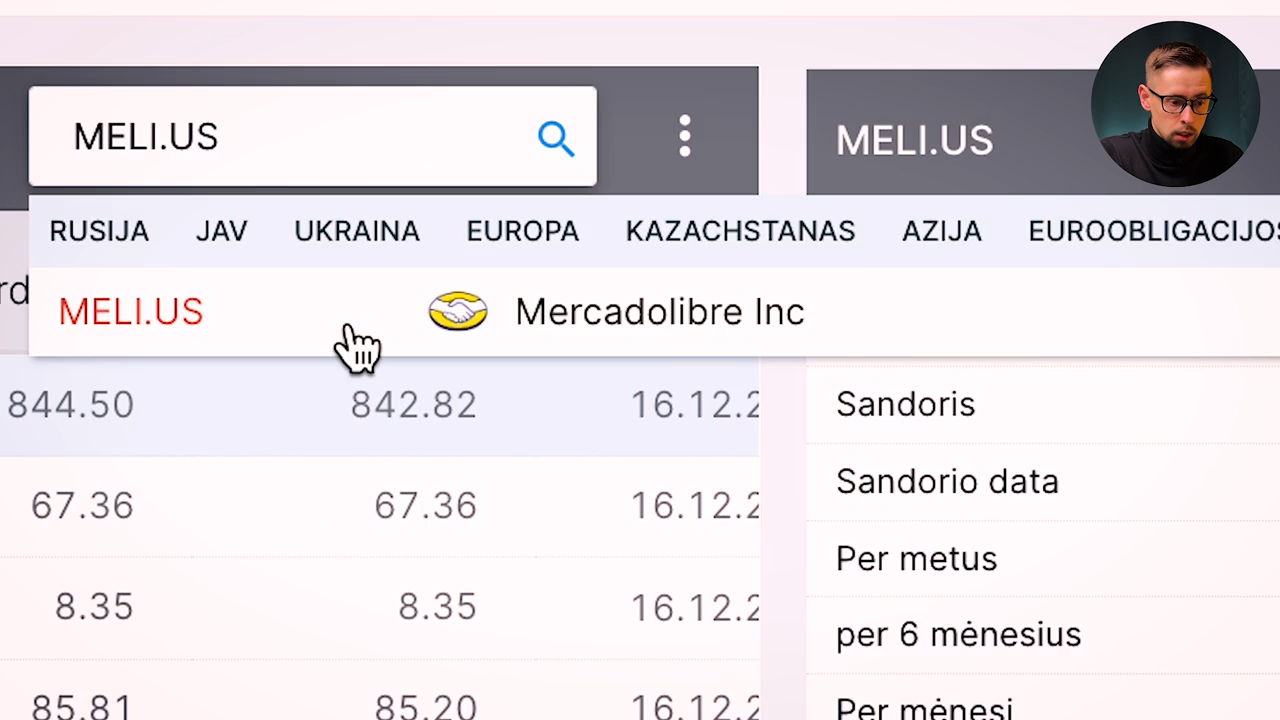 MELI.US
MELI.US
RUSIJA JAV UKRAINA EUROPA KAZACHSTANAS AZIJA
MELI.US Mercadolibre Inc
844.50 842.82
67.36 67.36
8.35 8.35
85.81 85.20
Sandoris
Sandorio data
Per metus
per 6 mėnesius
Per mėnesį